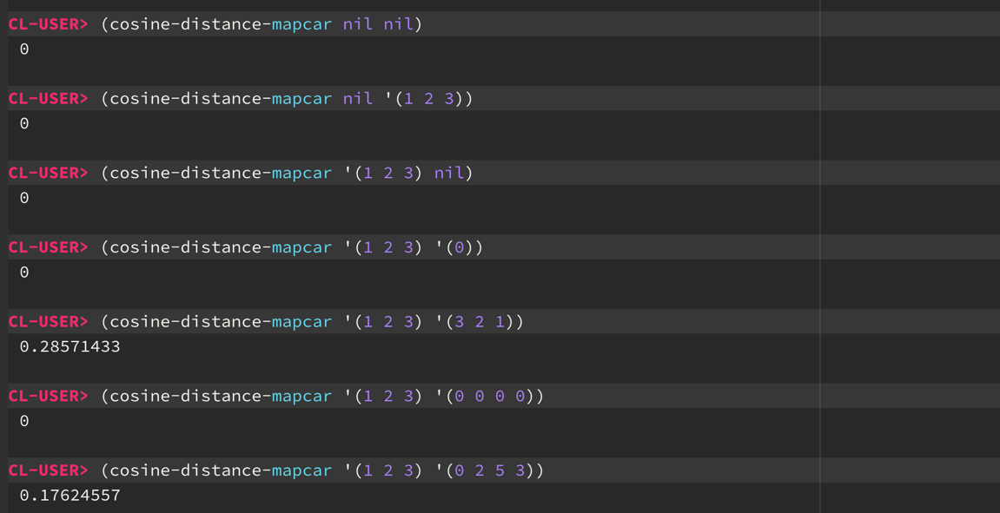 CL-USER> (cosine-distance-mapcar nil nil)
0
CL-USER> (cosine-distance-mapcar nil '(1 2 3))
0
CL-USER> (cosine-distance-mapcar '(1 2 3) nil)
0
CL-USER> (cosine-distance-mapcar '(1 2 3) '(0))
0
CL-USER> (cosine-distance-mapcar '(1 2 3) '(3 2 1))
0.28571433
CL-USER> (cosine-distance-mapcar '(1 2 3) '(0 0 0 0))
0
CL-USER> (cosine-distance-mapcar '(1 2 3) '(0 2 5 3))
0.17624557